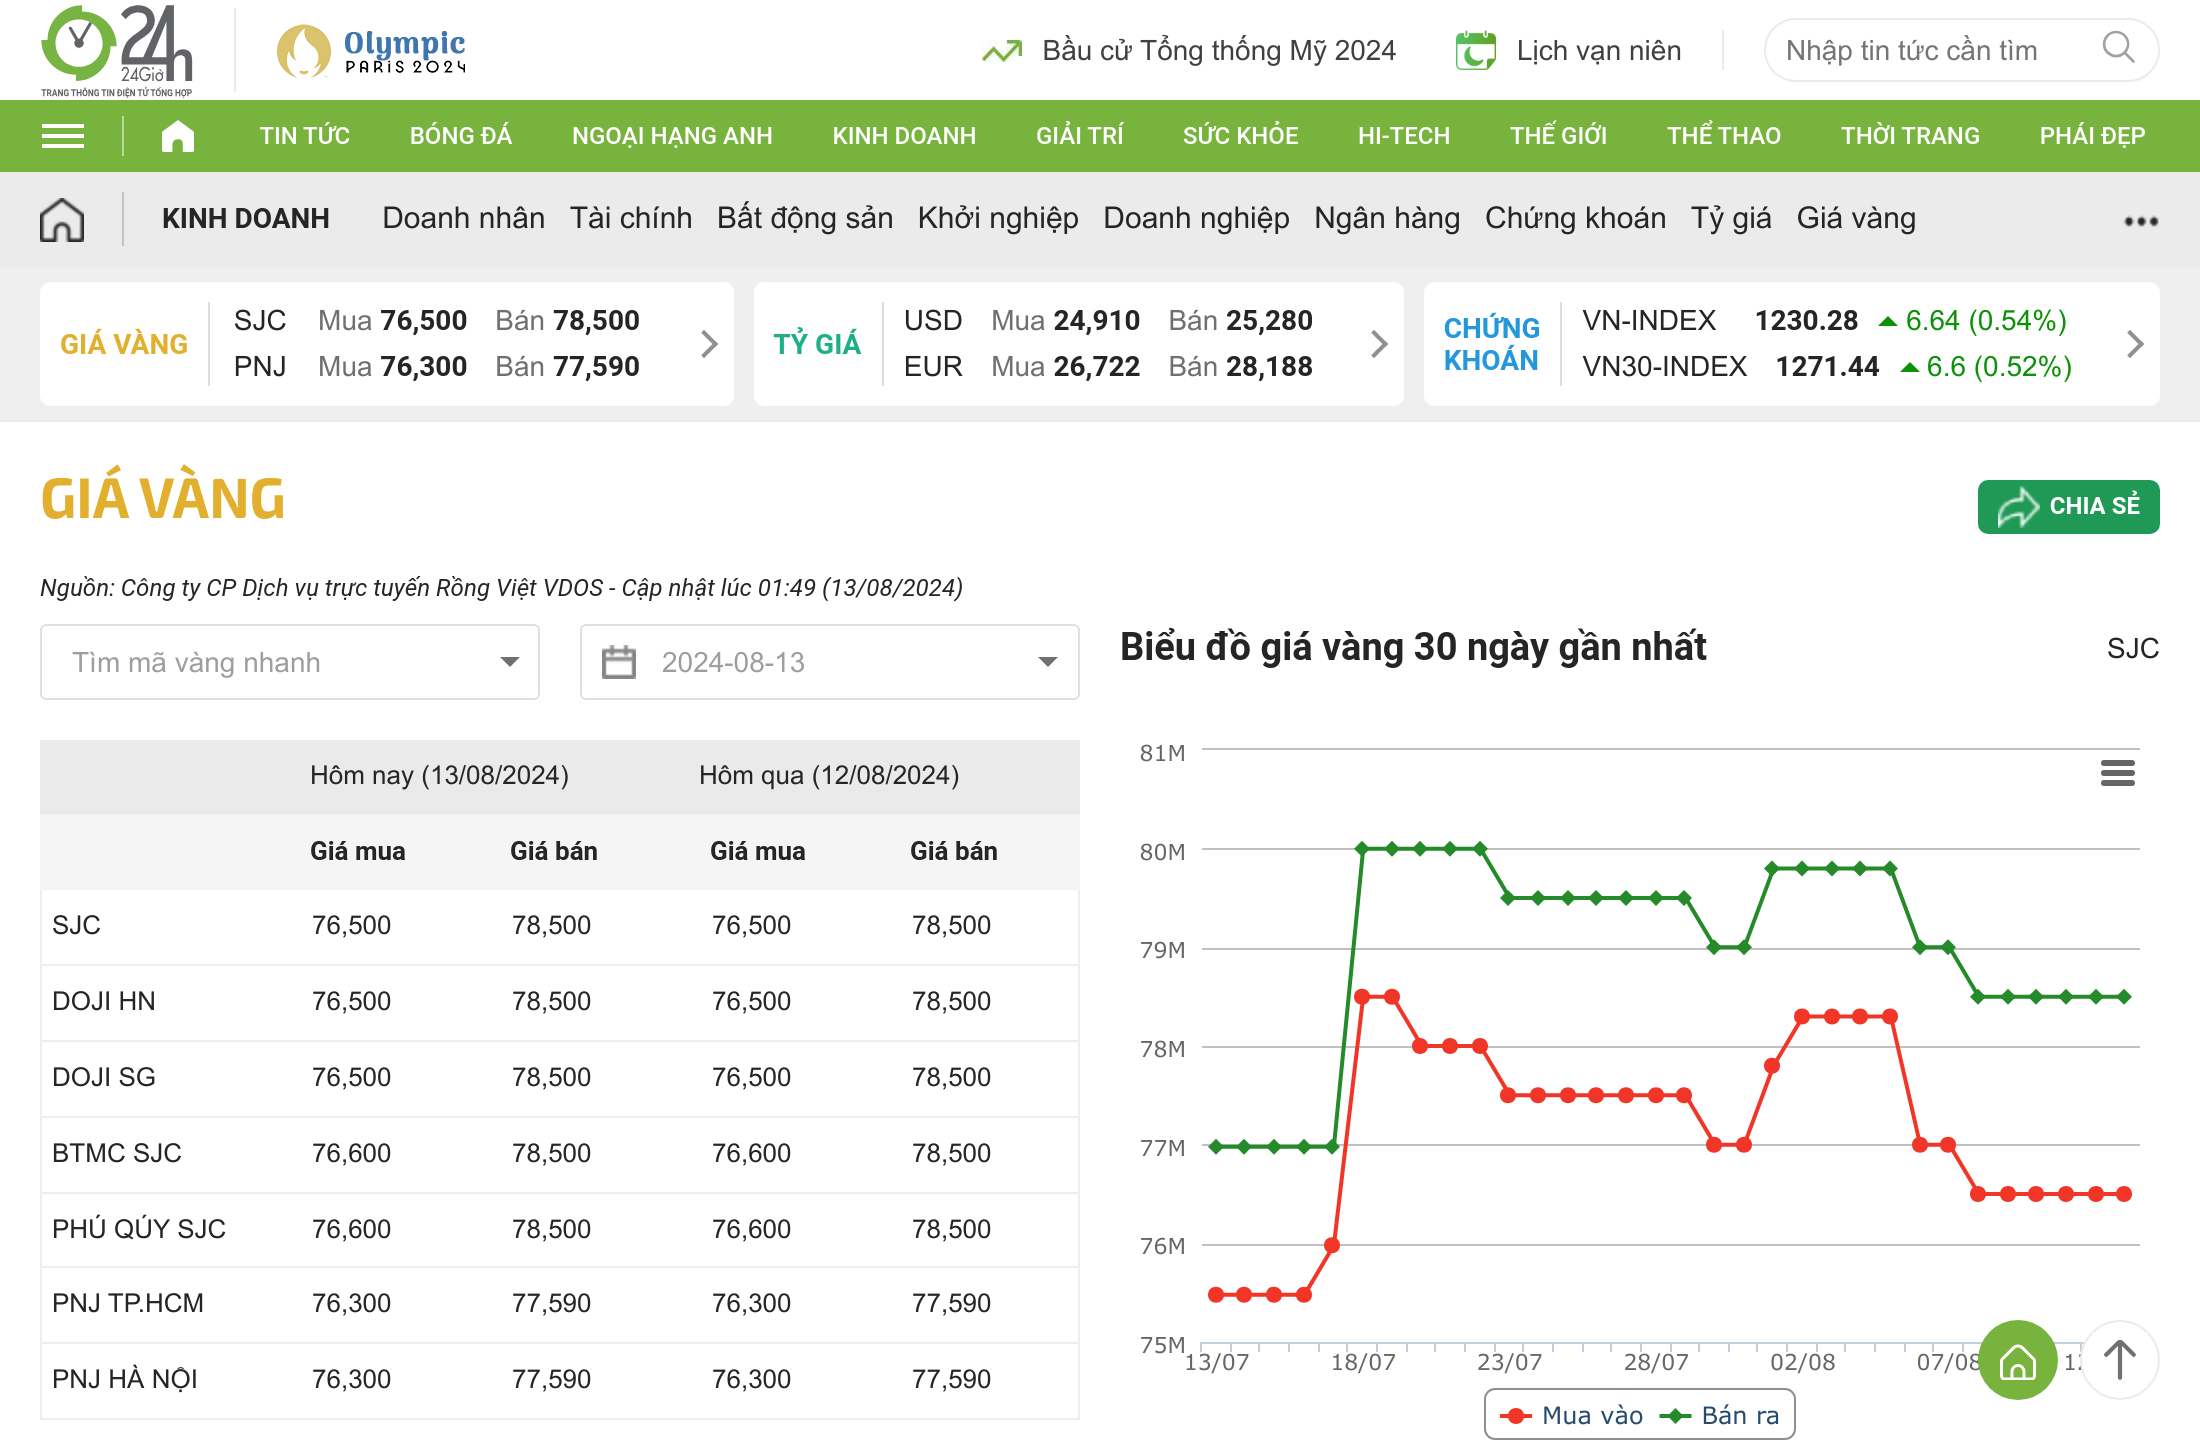 24h
24Giờ
TRANG THÔNG TIN ĐIỆN TỬ TỔNG HỢP
Olympic
PARIS 2024
Bầu cử Tổng thống Mỹ 2024
Lịch vạn niên
Nhập tin tức cần tìm
TIN TỨC BÓNG ĐÁ NGOẠI HẠNG ANH KINH DOANH GIẢI TRÍ SỨC KHỎE HI-TECH THẾ GIỚI THỂ THAO THỜI TRANG PHÁI ĐẸP
KINH DOANH Doanh nhân Tài chính Bất động sản Khởi nghiệp Doanh nghiệp Ngân hàng Chứng khoán Tỷ giá Giá vàng
GIÁ VÀNG
SJC Mua 76,500 Bán 78,500
PNJ Mua 76,300 Bán 77,590
TỶ GIÁ
USD Mua 24,910 Bán 25,280
EUR Mua 26,722 Bán 28,188
CHỨNG
KHOÁN
VN-INDEX 1230.28 6.64 (0.54%)
VN30-INDEX 1271.44 6.6 (0.52%)
GIÁ VÀNG
CHIA SẺ
Nguồn: Công ty CP Dịch vụ trực tuyến Rồng Việt VDOS - Cập nhật lúc 01:49 (13/08/2024)
Tìm mã vàng nhanh
2024-08-13
Hôm nay (13/08/2024) Hôm qua (12/08/2024)
Giá mua Giá bán Giá mua Giá bán
SJC 76,500 78,500 76,500 78,500
DOJI HN 76,500 78,500 76,500 78,500
DOJI SG 76,500 78,500 76,500 78,500
BTMC SJC 76,600 78,500 76,600 78,500
PHÚ QÚY SJC 76,600 78,500 76,600 78,500
PNJ TP.HCM 76,300 77,590 76,300 77,590
PNJ HÀ NỘI 76,300 77,590 76,300 77,590
Biểu đồ giá vàng 30 ngày gần nhất
SJC
81M
80M
79M
78M
77M
76M
75M
13/07 18/07 23/07 28/07 02/08 07/08
Mua vào Bán ra